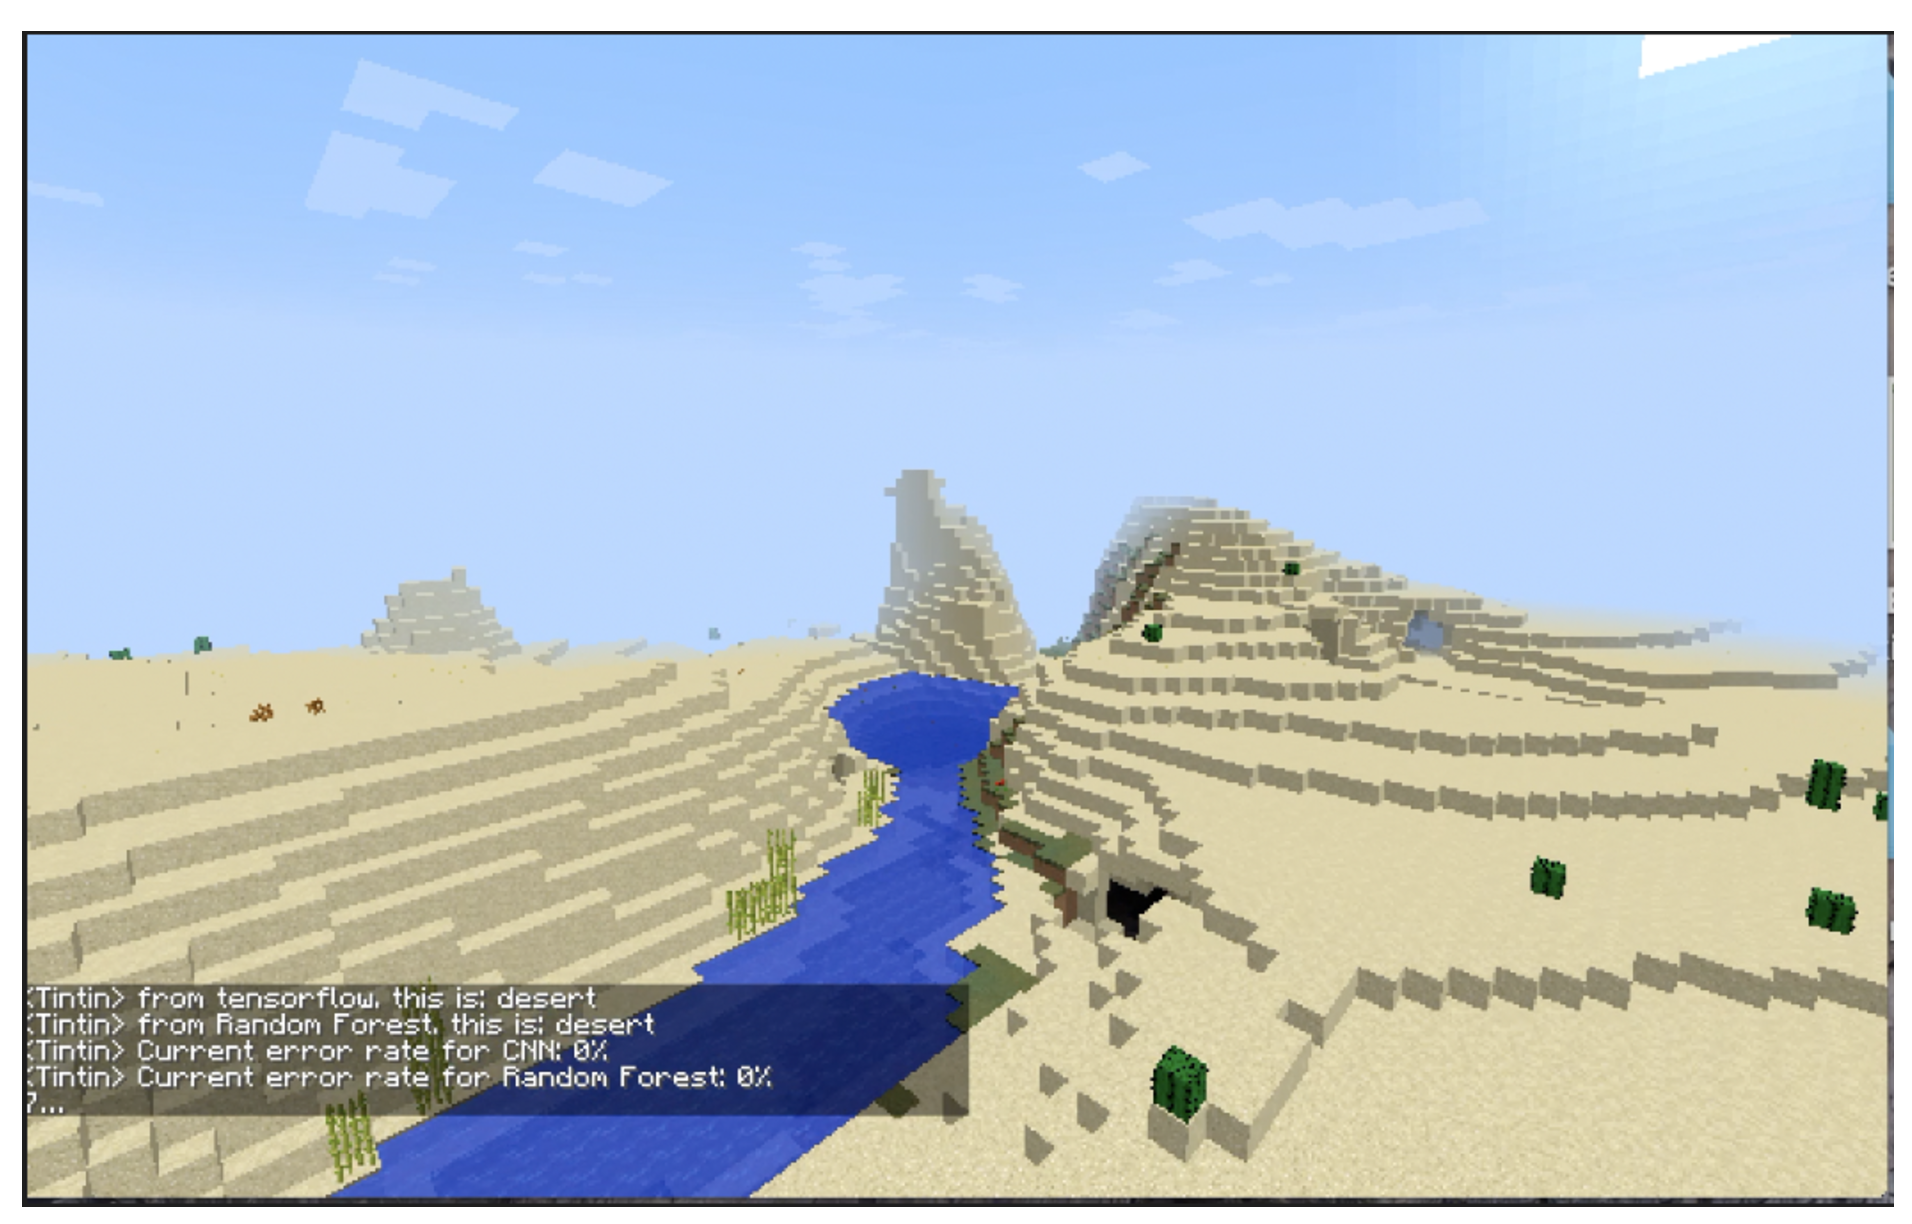 <Tintin> from tensorflow, this is: desert
<Tintin> from Random Forest, this is: desert
<Tintin> Current error rate for CNN: 0%
<Tintin> Current error rate for Random Forest: 0%
7...